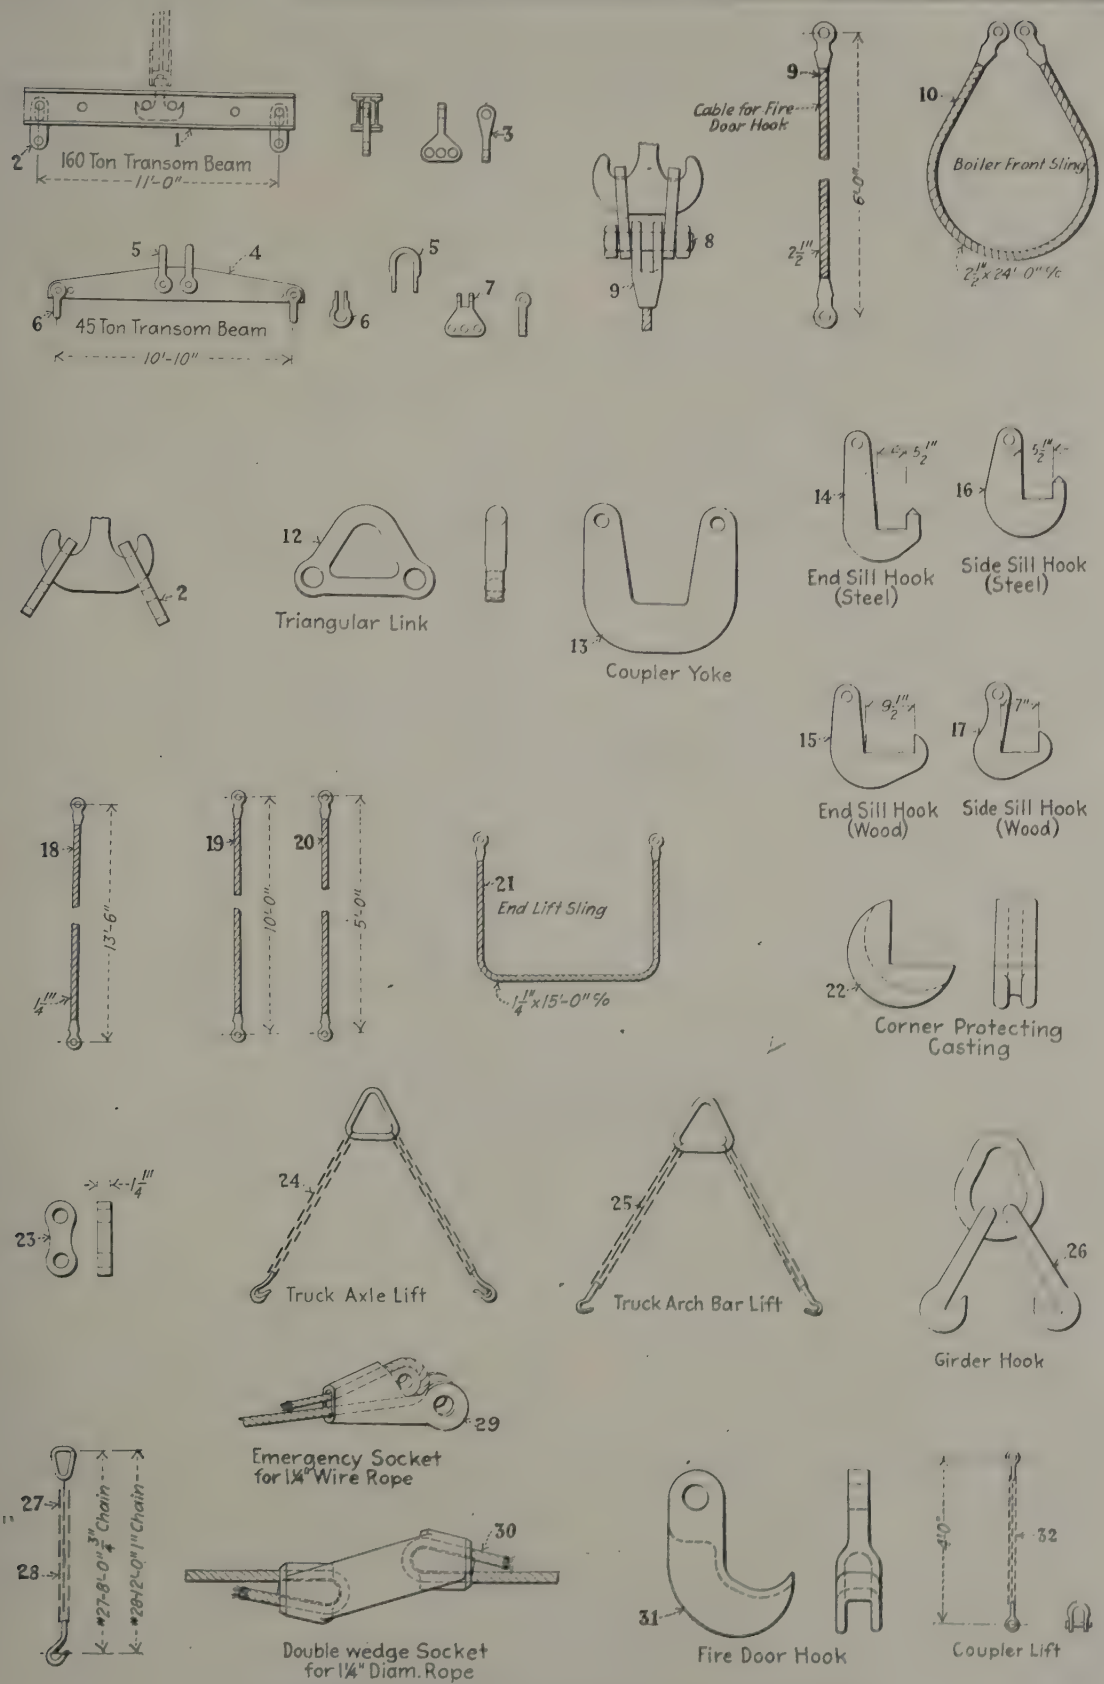 1
2
160 Ton Transom Beam
11'-0"
3
5
4
5
6
45 Ton Transom Beam
10'-10"
6
7
8
9
9
Cable for Fire
Door Hook
6'-0"
2½"
10
Boiler Front Sling
2½" x 24'-0" c/c
2
12
Triangular Link
13
Coupler Yoke
14
5½"
End Sill Hook
(Steel)
16
5½"
Side Sill Hook
(Steel)
15
9½"
End Sill Hook
(Wood)
17
7"
Side Sill Hook
(Wood)
18
13'-6"
1¼"
19
10'-0"
20
5'-0"
21
End Lift Sling
1¼" x 15'-0" c/c
22
Corner Protecting
Casting
23
1¼"
24
Truck Axle Lift
25
Truck Arch Bar Lift
26
Girder Hook
29
Emergency Socket
for 1¼" Wire Rope
27
28
*27-8'-0" ¾" Chain
*28-12'-0" 1" Chain
30
Double wedge Socket
for 1¼" Diam. Rope
31
Fire Door Hook
4'-0"
32
Coupler Lift